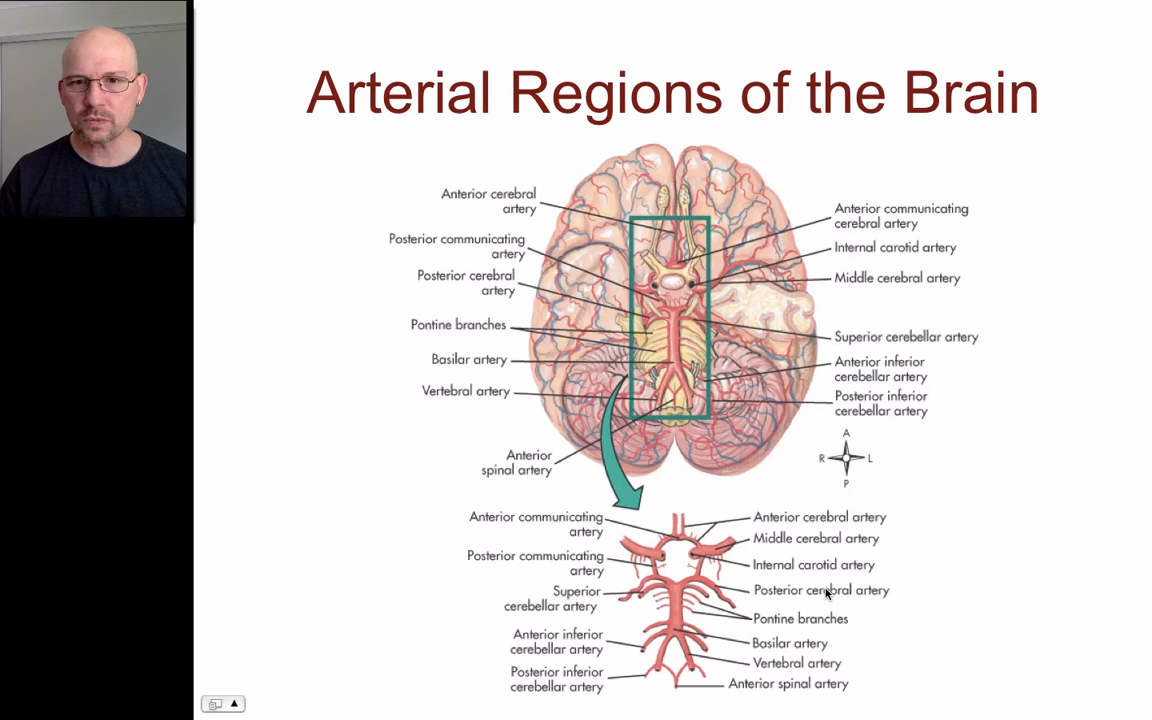 Arterial Regions of the Brain
Anterior cerebral
artery
Posterior communicating
artery
Posterior cerebral
artery
Pontine branches
Basilar artery
Vertebral artery
Anterior
spinal artery
Anterior communicating
cerebral artery
Internal carotid artery
Middle cerebral artery
Superior cerebellar artery
Anterior inferior
cerebellar artery
Posterior inferior
cerebellar artery
A
R
L
P
Anterior communicating
artery
Posterior communicating
artery
Superior
cerebellar artery
Anterior inferior
cerebellar artery
Posterior inferior
cerebellar artery
Anterior cerebral artery
Middle cerebral artery
Internal carotid artery
Posterior cerebral artery
Pontine branches
Basilar artery
Vertebral artery
Anterior spinal artery